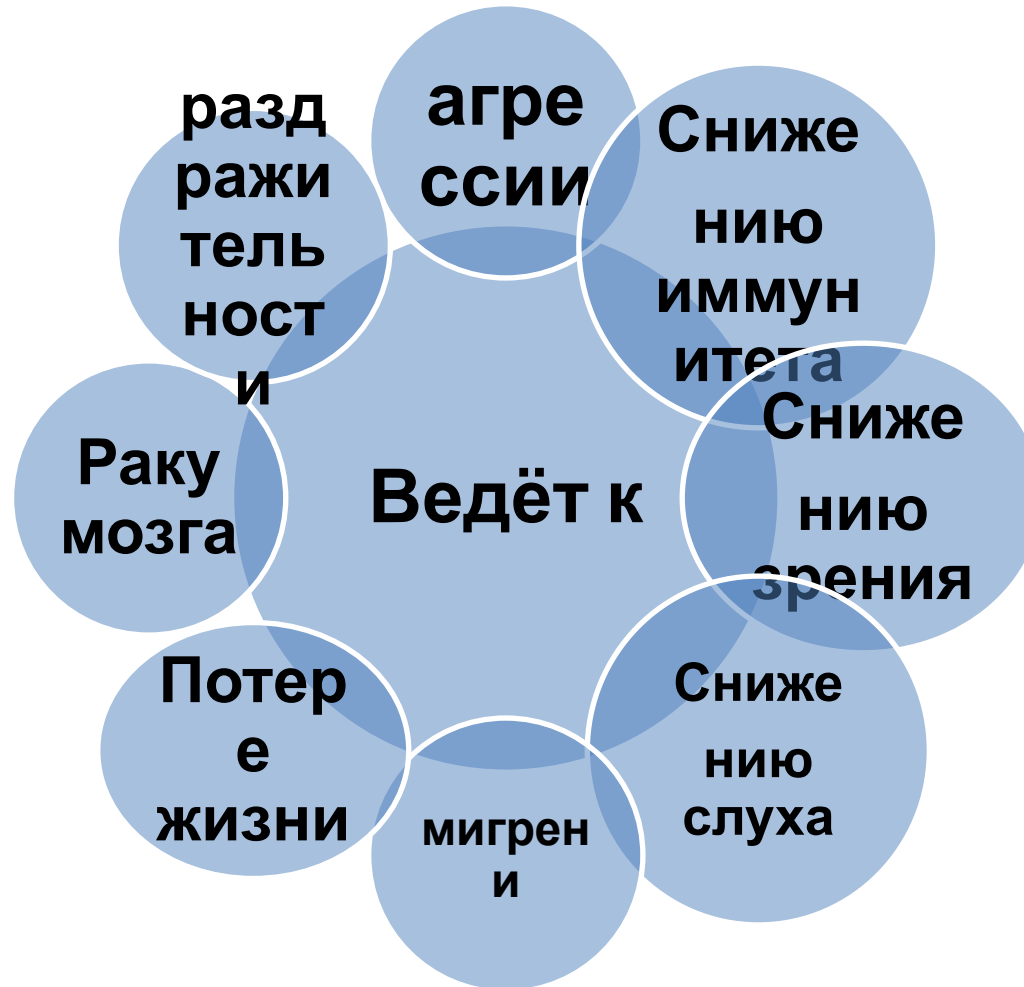 агре
ссии
Сниже
нию
иммун
итета
Сниже
нию
зрения
Сниже
нию
слуха
мигрен
и
Потер
е
жизни
Раку
мозга
разд
ражи
тель
ност
и
Ведёт к